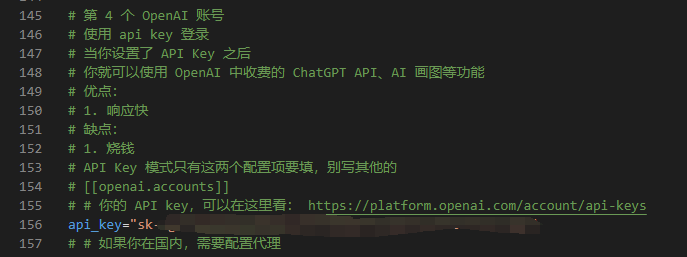 145 # 第 4 个 OpenAI 账号
146 # 使用 api key 登录
147 # 当你设置了 API Key 之后
148 # 你就可以使用 OpenAI 中收费的 ChatGPT API、AI 画图等功能
149 # 优点:
150 # 1. 响应快
151 # 缺点:
152 # 1. 烧钱
153 # API Key 模式只有这两个配置项要填，别写其他的
154 # [[openai.accounts]]
155 # # 你的 API key, 可以在这里看： https://platform.openai.com/account/api-keys
156 api_key="sk-
157 # # 如果你在国内，需要配置代理